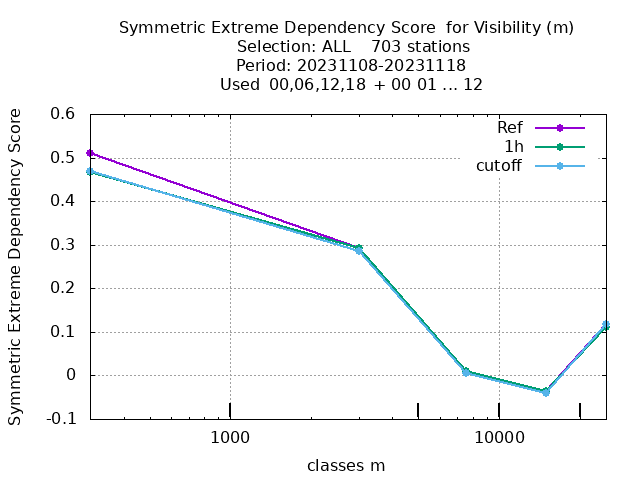 Symmetric Extreme Dependency Score  for Visibility (m)
Selection: ALL    703 stations
Period: 20231108-20231118
Used  00,06,12,18  + 00 01 ... 12
Symmetric Extreme Dependency Score
0.6
0.5
0.4
0.3
0.2
0.1
0
-0.1
Ref
1h
cutoff
1000
10000
classes m